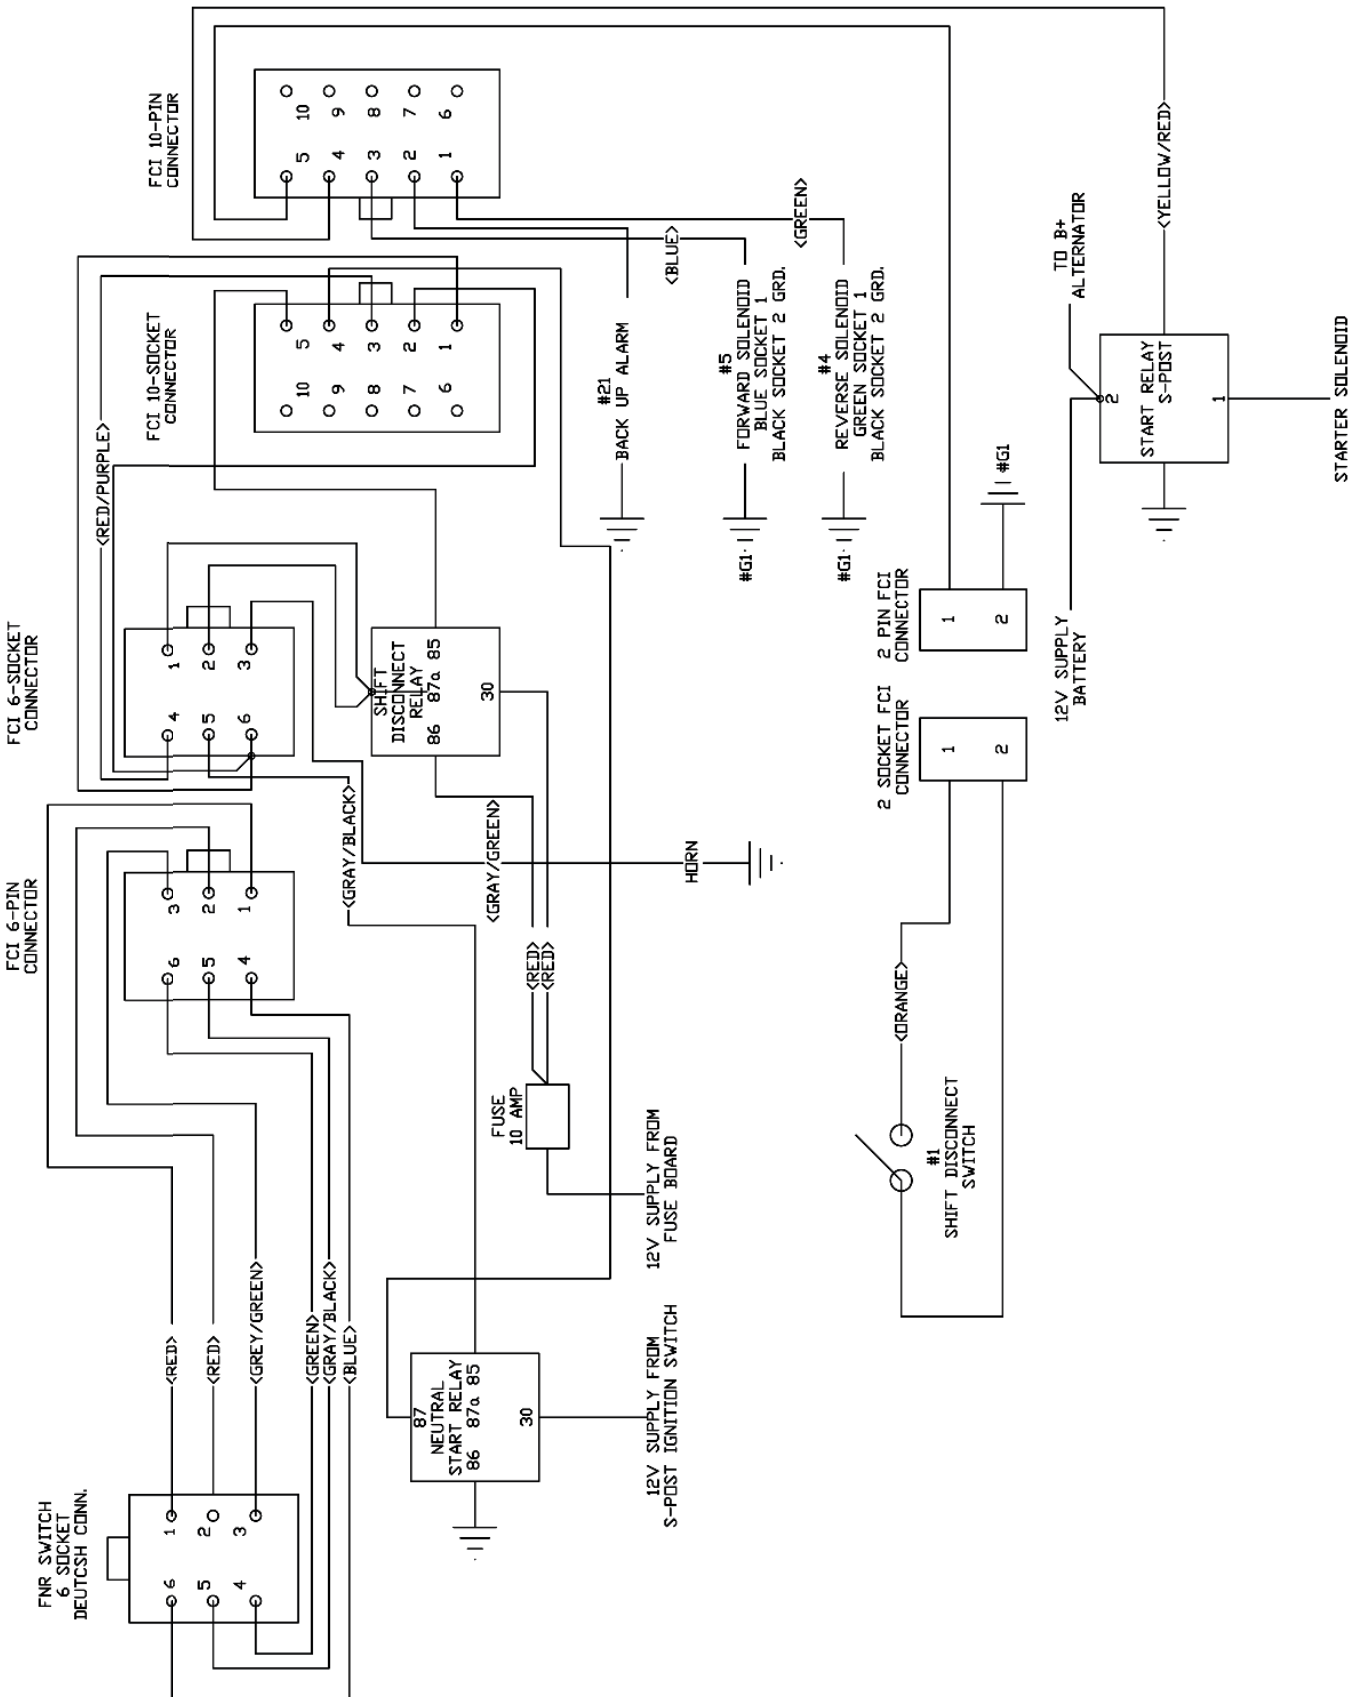 FCI 10-PIN
CONNECTOR
5 10
4 9
3 8
2 7
1 6
FCI 10-SOCKET
CONNECTOR
10 5
9 4
8 3
7 2
6 1
<RED/PURPLE>
<BLUE>
<GREEN>
#21
BACK UP ALARM
#5
FORWARD SOLENOID
BLUE SOCKET 1
BLACK SOCKET 2 GRD.
#G1
#4
REVERSE SOLENOID
GREEN SOCKET 1
BLACK SOCKET 2 GRD.
#G1
<YELLOW/RED>
TO B+
ALTERNATOR
START RELAY
S-POST
2
1
STARTER SOLENOID
12V SUPPLY
BATTERY
#G1
2 PIN FCI
CONNECTOR
1
2
2 SOCKET FCI
CONNECTOR
1
2
<ORANGE>
#1
SHIFT DISCONNECT
SWITCH
FCI 6-SOCKET
CONNECTOR
4 1
5 2
6 3
SHIFT
DISCONNECT
RELAY
86 87a 85
30
<GRAY/BLACK>
<GRAY/GREEN>
HORN
FCI 6-PIN
CONNECTOR
6 3
5 2
4 1
<RED>
<RED>
FUSE
10 AMP
12V SUPPLY FROM
FUSE BOARD
<RED>
<RED>
<GREY/GREEN>
<GREEN>
<GRAY/BLACK>
<BLUE>
87
NEUTRAL
START RELAY
86 87a 85
30
12V SUPPLY FROM
S-POST IGNITION SWITCH
FNR SWITCH
6 SOCKET
DEUTCSH CONN.
6 1
5 2
4 3